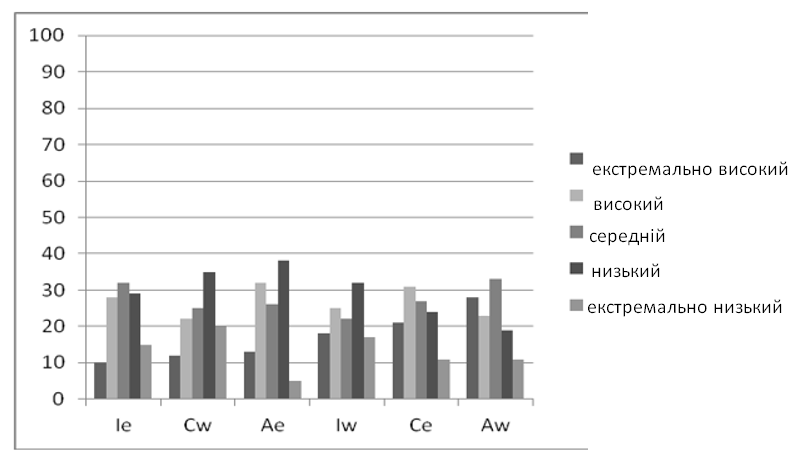 100
90
80
70
60
50
40
30
20
10
0
Ie Cw Ae Iw Ce Aw
екстремально високий
високий
середній
низький
екстремально низький